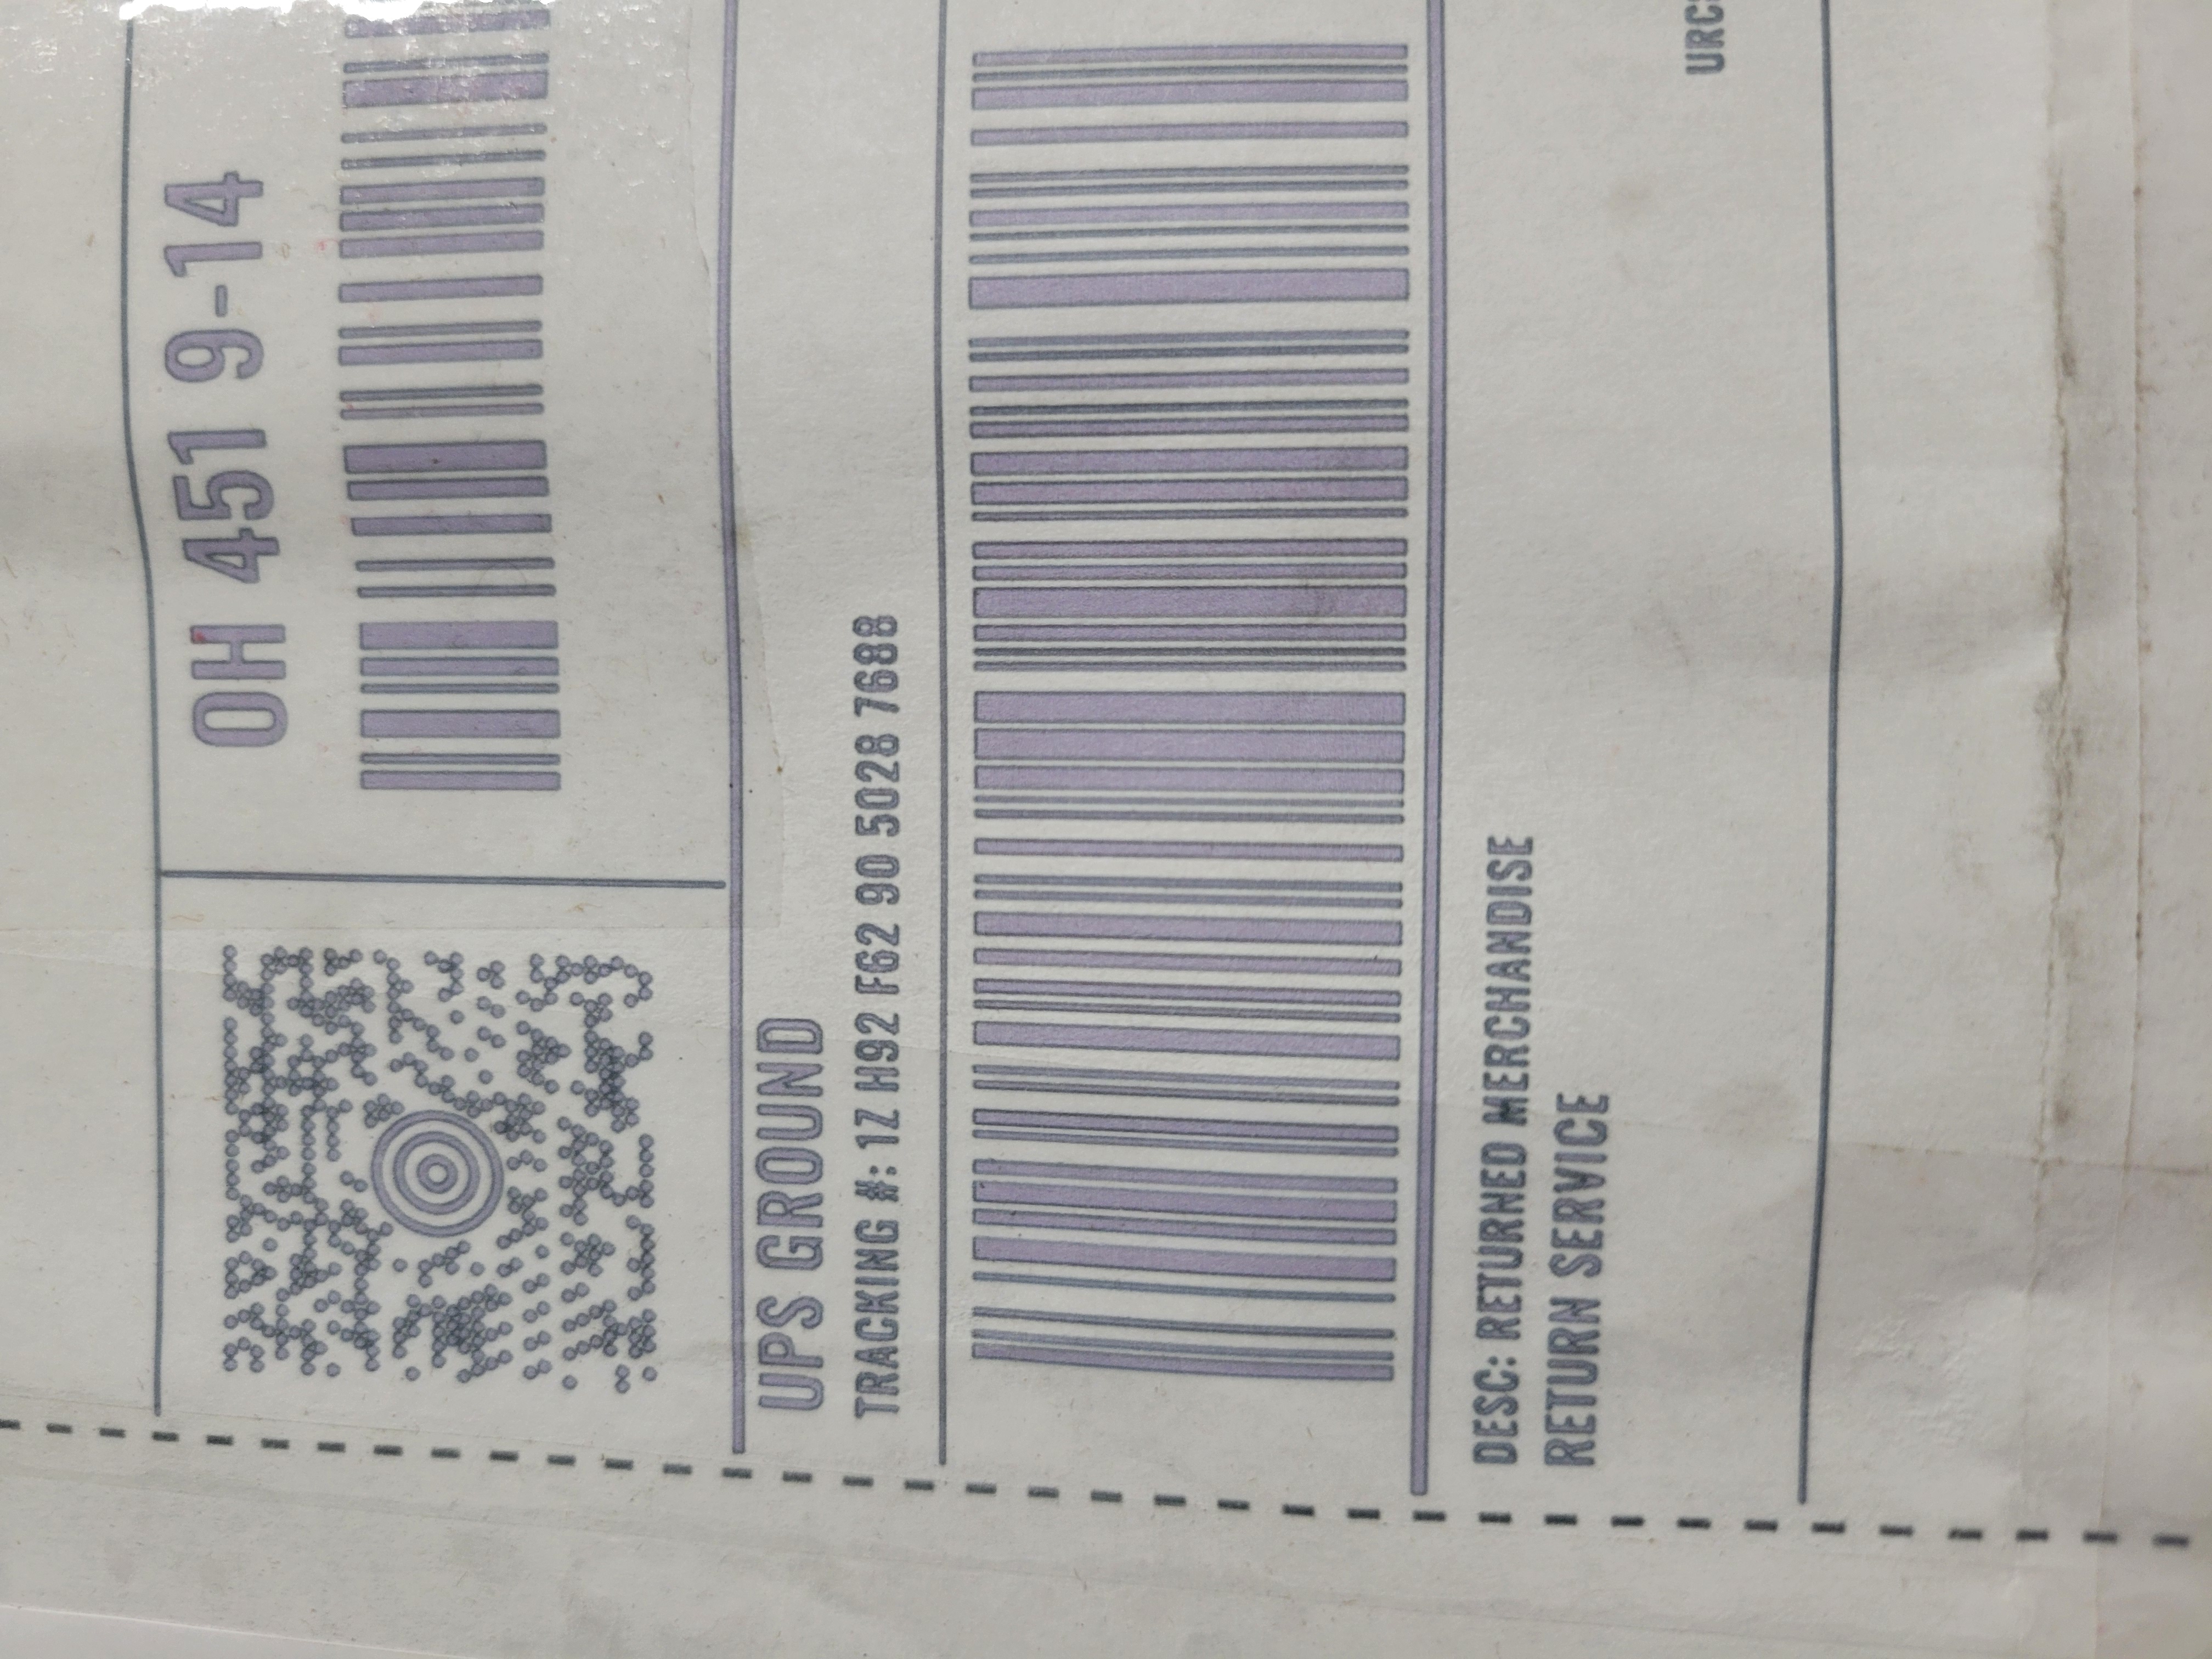 OH 451 9-14
UPS GROUND
TRACKING #: 1Z H92 F62 90 5028 7688
DESC: RETURNED MERCHANDISE
RETURN SERVICE